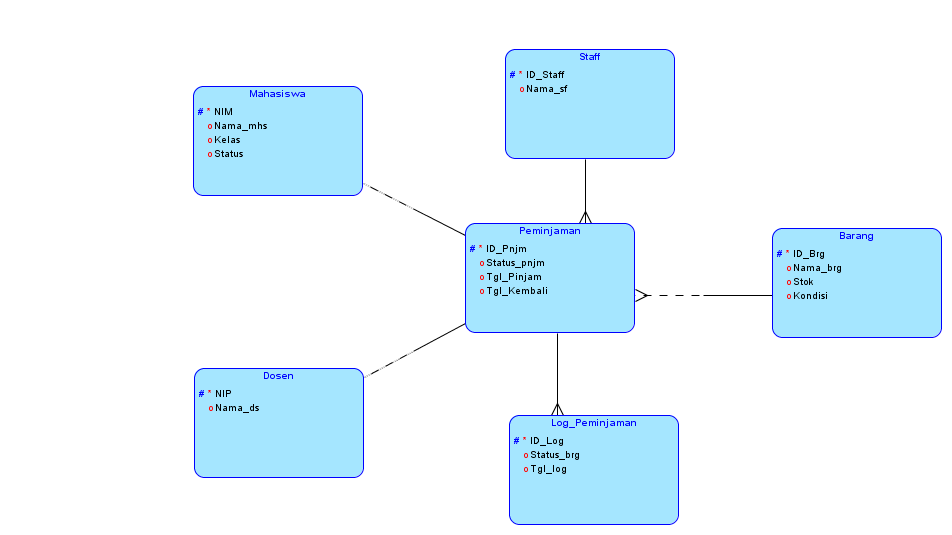 Staff
# * ID_Staff
o Nama_sf
Mahasiswa
# * NIM
o Nama_mhs
o Kelas
o Status
Peminjaman
# * ID_Pnjm
o Status_pnjm
o Tgl_Pinjam
o Tgl_Kembali
Barang
# * ID_Brg
o Nama_brg
o Stok
o Kondisi
Dosen
# * NIP
o Nama_ds
Log_Peminjaman
# * ID_Log
o Status_brg
o Tgl_log